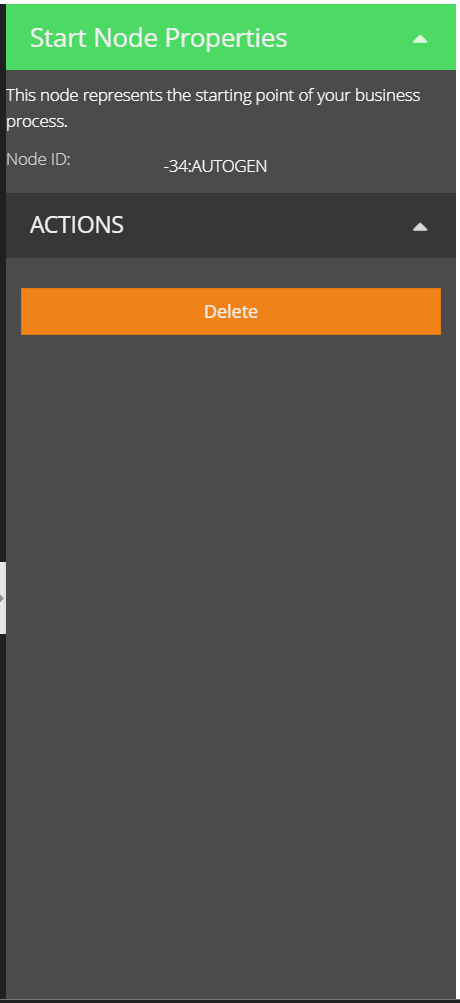 Start Node Properties
This node represents the starting point of your business
process.
Node ID:
-34:AUTOGEN
ACTIONS
Delete